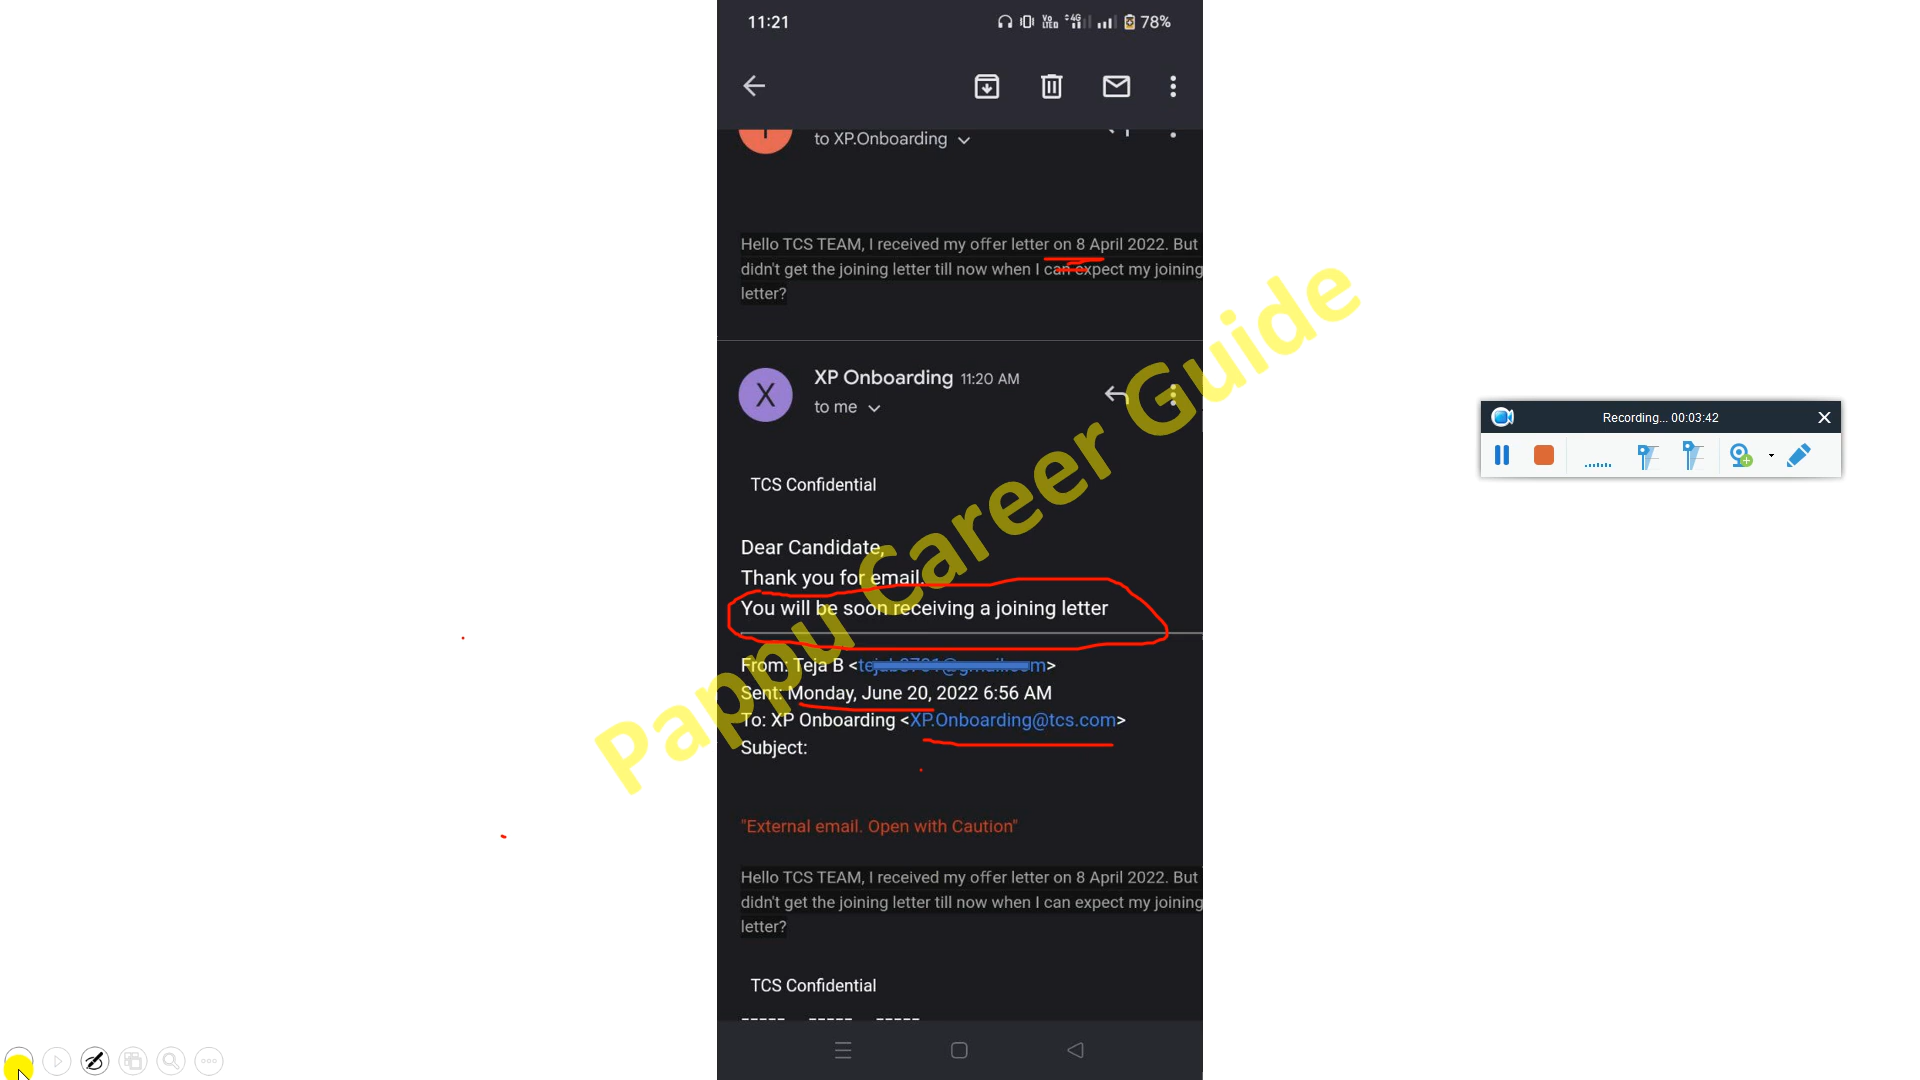 11:21
Vo LTE 4G 78%
to XP.Onboarding
Hello TCS TEAM, I received my offer letter on 8 April 2022. But
didn't get the joining letter till now when I can expect my joining
letter?
X
XP Onboarding 11:20 AM
to me
Recording... 00:03:42
TCS Confidential
Dear Candidate,
Thank you for email.
You will be soon receiving a joining letter
From: Teja B < >
Sent: Monday, June 20, 2022 6:56 AM
To: XP Onboarding <XP.Onboarding@tcs.com>
Subject:
"External email. Open with Caution"
Hello TCS TEAM, I received my offer letter on 8 April 2022. But
didn't get the joining letter till now when I can expect my joining
letter?
TCS Confidential
Pappu Career Guide